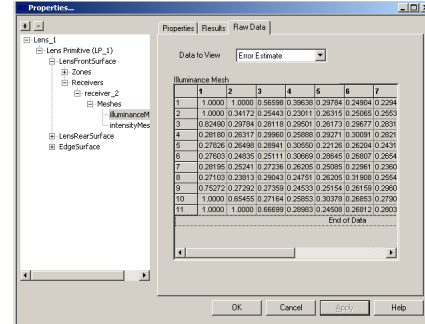 Properties...
Properties Results Raw Data
Lens_1
Lens Primitive (LP_1)
LensFrontSurface
Zones
Receivers
receiver_2
Meshes
illuminanceM
intensityMes
LensRearSurface
EdgeSurface
Data to View Error Estimate
Illuminance Mesh
1 2 3 4 5 6 7
1 1.0000 1.0000 0.56598 0.39638 0.29784 0.24904 0.2294
2 1.0000 0.34172 0.25443 0.23011 0.26315 0.25065 0.2553
3 0.82490 0.29784 0.28118 0.29501 0.26173 0.29677 0.2831
4 0.28180 0.26317 0.29960 0.25888 0.29271 0.30091 0.2821
5 0.27826 0.26498 0.28941 0.30550 0.22126 0.26204 0.2431
6 0.27603 0.24835 0.25111 0.30669 0.28645 0.26807 0.2654
7 0.28195 0.25241 0.27236 0.26205 0.25085 0.22961 0.2360
8 0.27103 0.23813 0.29043 0.24751 0.26205 0.31908 0.2554
9 0.75272 0.27292 0.27359 0.24533 0.25154 0.26159 0.2960
10 1.0000 0.65455 0.27164 0.25853 0.30378 0.26853 0.2790
11 1.0000 1.0000 0.66699 0.28983 0.24508 0.26812 0.2803
End of Data
OK Cancel Apply Help